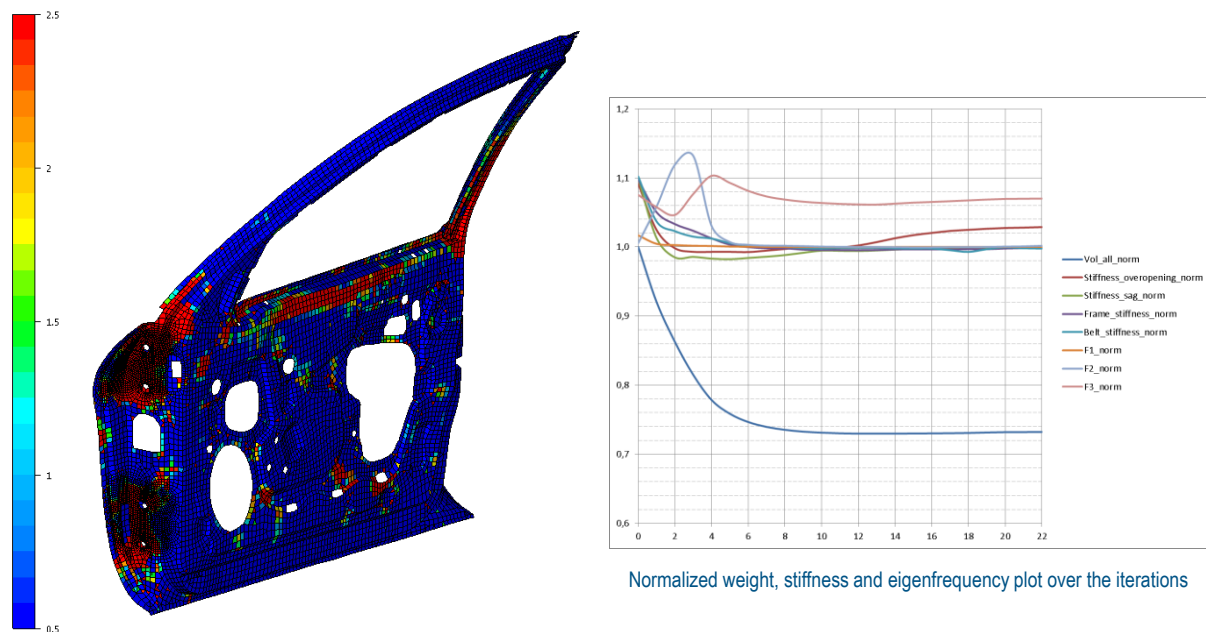 2.5
2
1.5
1
0.5
1,2
1,1
1,0
0,9
0,8
0,7
0,6
0 2 4 6 8 10 12 14 16 18 20 22
Vol_all_norm
Stiffness_overopening_norm
Stiffness_sag_norm
Frame_stiffness_norm
Belt_stiffness_norm
F1_norm
F2_norm
F3_norm
Normalized weight, stiffness and eigenfrequency plot over the iterations